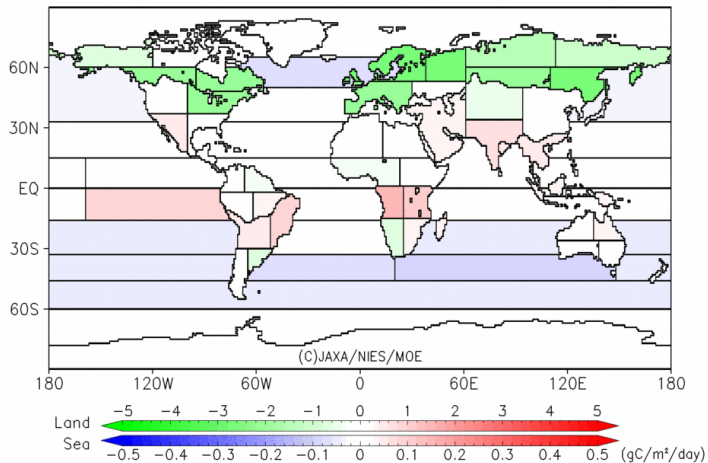 60N
30N
EQ
30S
60S
(C)JAXA/NIES/MOE
180 120W 60W 0 60E 120E 180
Land -5 -4 -3 -2 -1 0 1 2 3 4 5
Sea -0.5 -0.4 -0.3 -0.2 -0.1 0 0.1 0.2 0.3 0.4 0.5 (gC/m²/day)